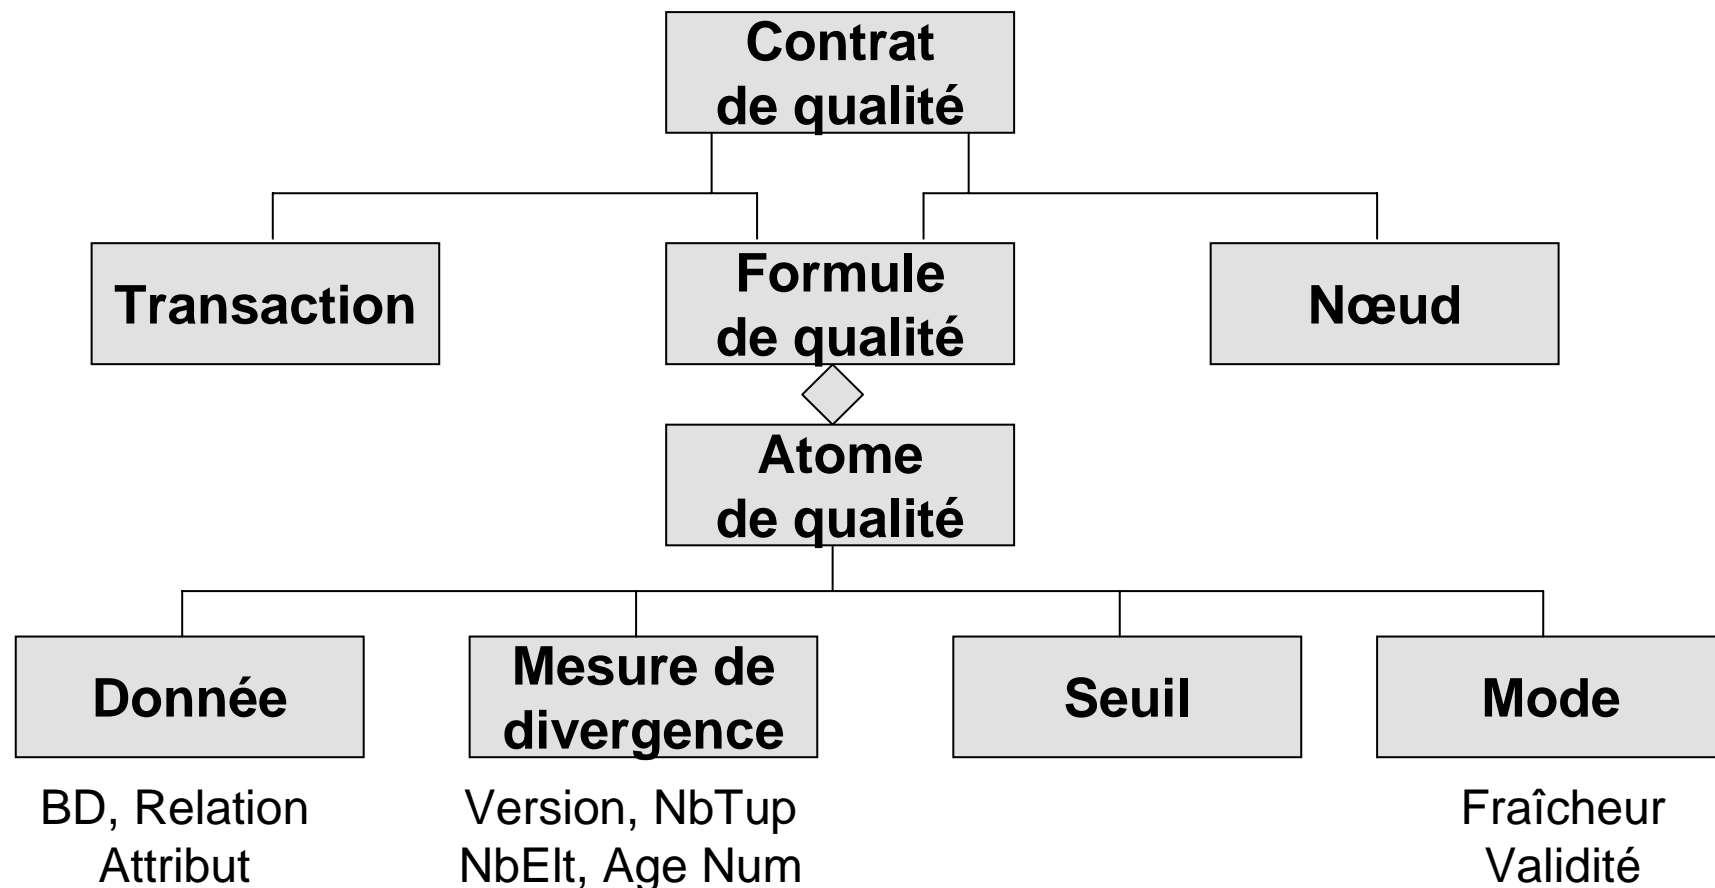 Contrat
de qualité
Transaction
Formule
de qualité
Nœud
Atome
de qualité
Donnée
Mesure de
divergence
Seuil
Mode
BD, Relation
Attribut
Version, NbTup
NbElt, Age Num
Fraîcheur
Validité